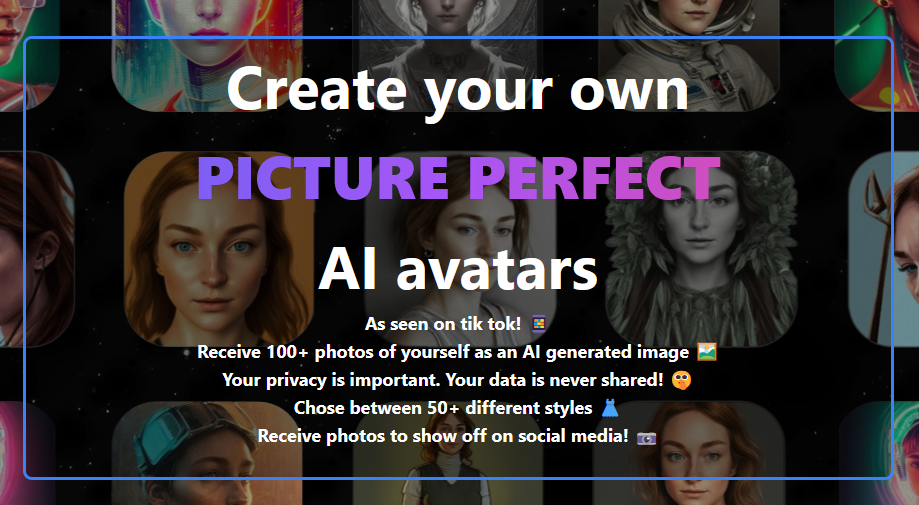 Create your own
PICTURE PERFECT
AI avatars
As seen on tik tok! 📱
Receive 100+ photos of yourself as an AI generated image 🖼️
Your privacy is important. Your data is never shared! 🤫
Chose between 50+ different styles 👗
Receive photos to show off on social media! 📷